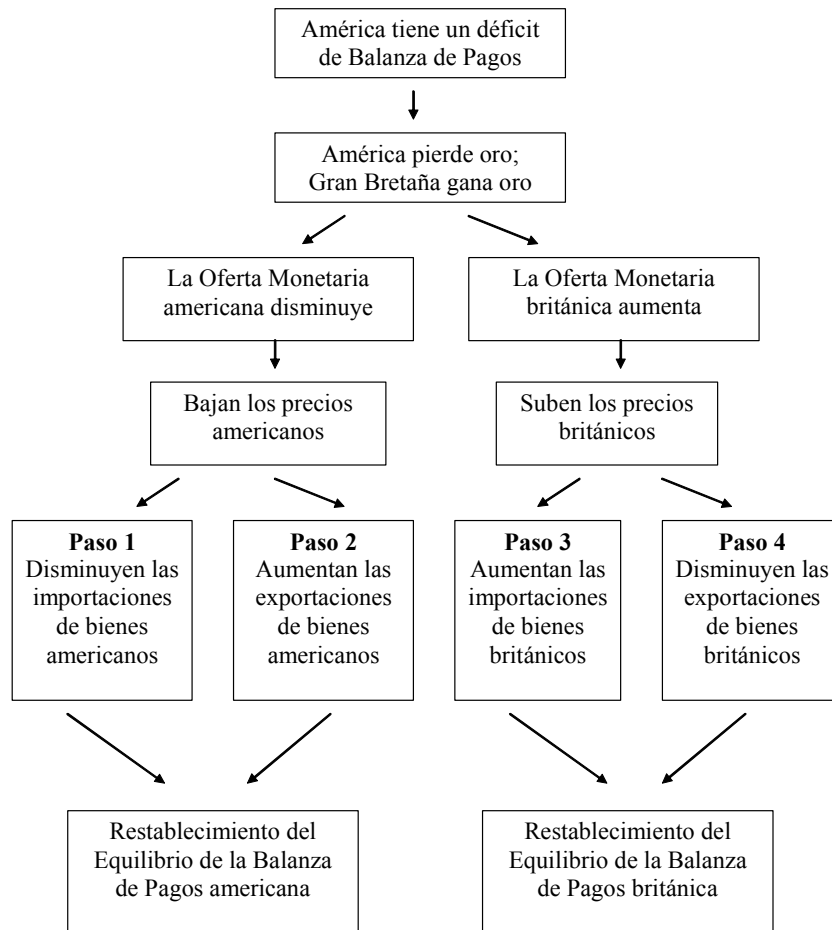 América tiene un déficit
de Balanza de Pagos
América pierde oro;
Gran Bretaña gana oro
La Oferta Monetaria
americana disminuye
La Oferta Monetaria
británica aumenta
Bajan los precios
americanos
Suben los precios
británicos
Paso 1
Disminuyen las
importaciones
de bienes
americanos
Paso 2
Aumentan las
exportaciones
de bienes
americanos
Paso 3
Aumentan las
importaciones
de bienes
británicos
Paso 4
Disminuyen las
exportaciones
de bienes
británicos
Restablecimiento del
Equilibrio de la Balanza
de Pagos americana
Restablecimiento del
Equilibrio de la Balanza
de Pagos británica